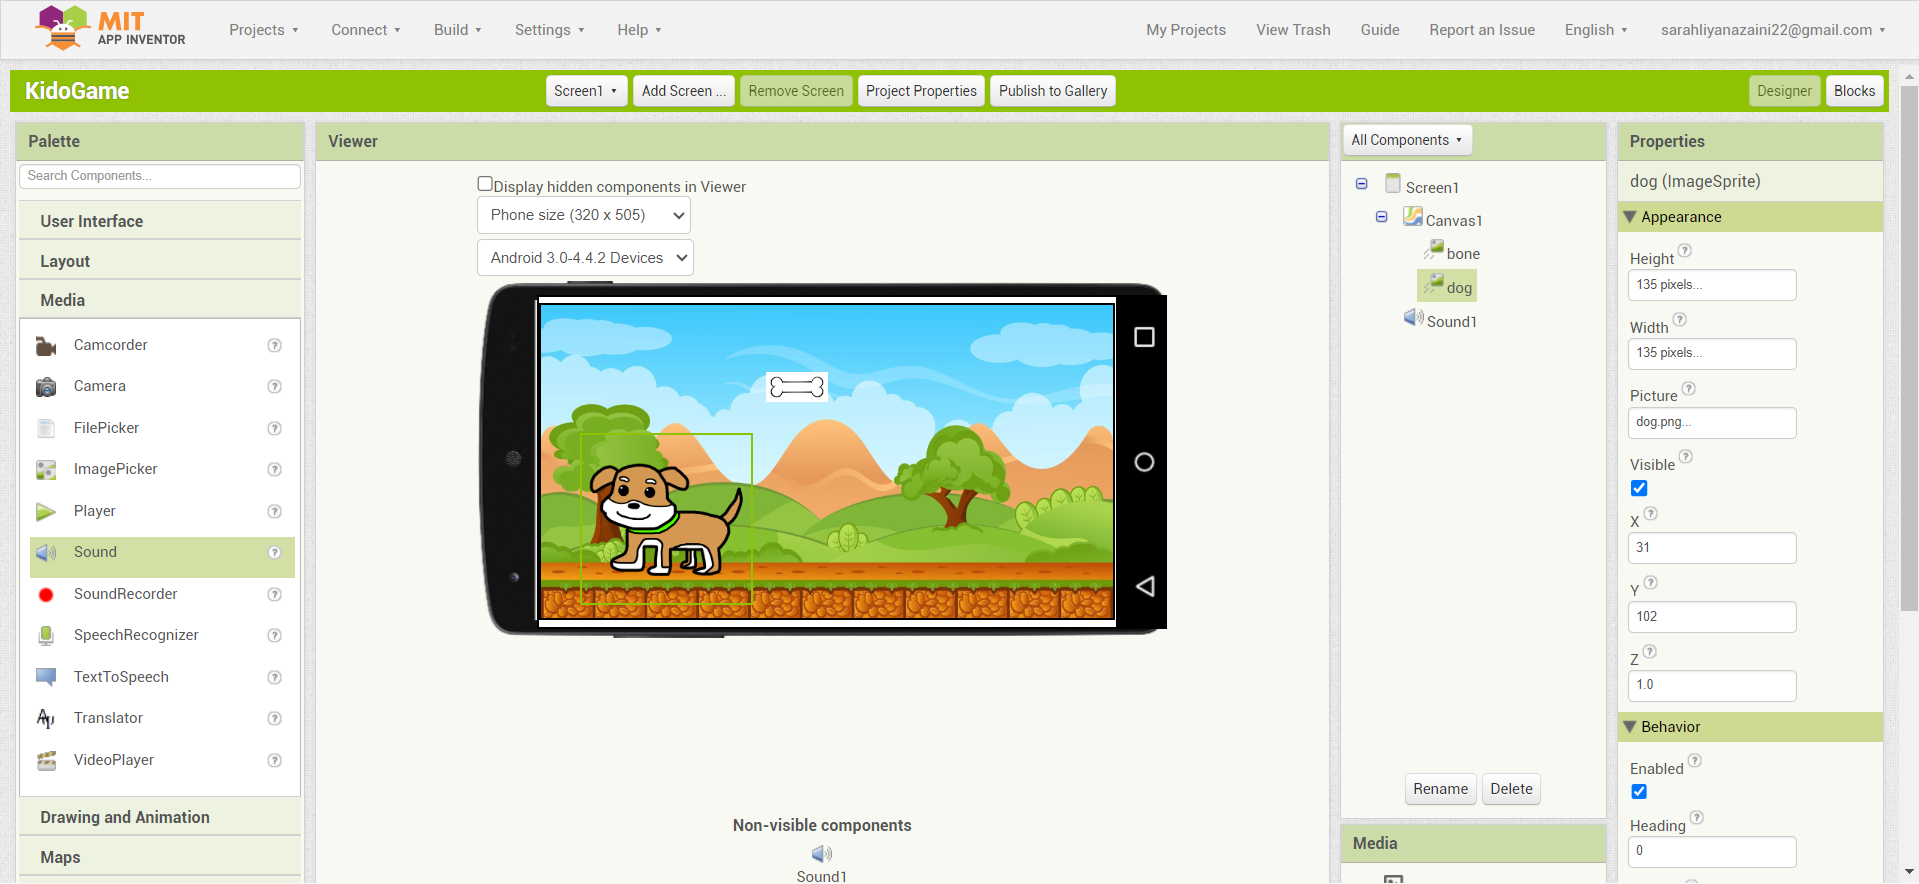 MIT
APP INVENTOR
Projects ▾ Connect ▾ Build ▾ Settings ▾ Help ▾ My Projects View Trash Guide Report an Issue English ▾ sarahliyanazaini22@gmail.com ▾
KidoGame Screen1 ▾ Add Screen ... Remove Screen Project Properties Publish to Gallery Designer Blocks
Palette
Search Components...
User Interface
Layout
Media
Camcorder ?
Camera ?
FilePicker ?
ImagePicker ?
Player ?
Sound ?
SoundRecorder ?
SpeechRecognizer ?
TextToSpeech ?
Translator ?
VideoPlayer ?
Drawing and Animation
Maps
Viewer
Display hidden components in Viewer
Phone size (320 x 505)
Android 3.0-4.4.2 Devices
Non-visible components
Sound1
All Components ▾
Screen1
Canvas1
bone
dog
Sound1
Rename Delete
Media
Properties
dog (ImageSprite)
Appearance
Height ?
135 pixels...
Width ?
135 pixels...
Picture ?
dog.png...
Visible ?
X ?
31
Y ?
102
Z ?
1.0
Behavior
Enabled ?
Heading ?
0